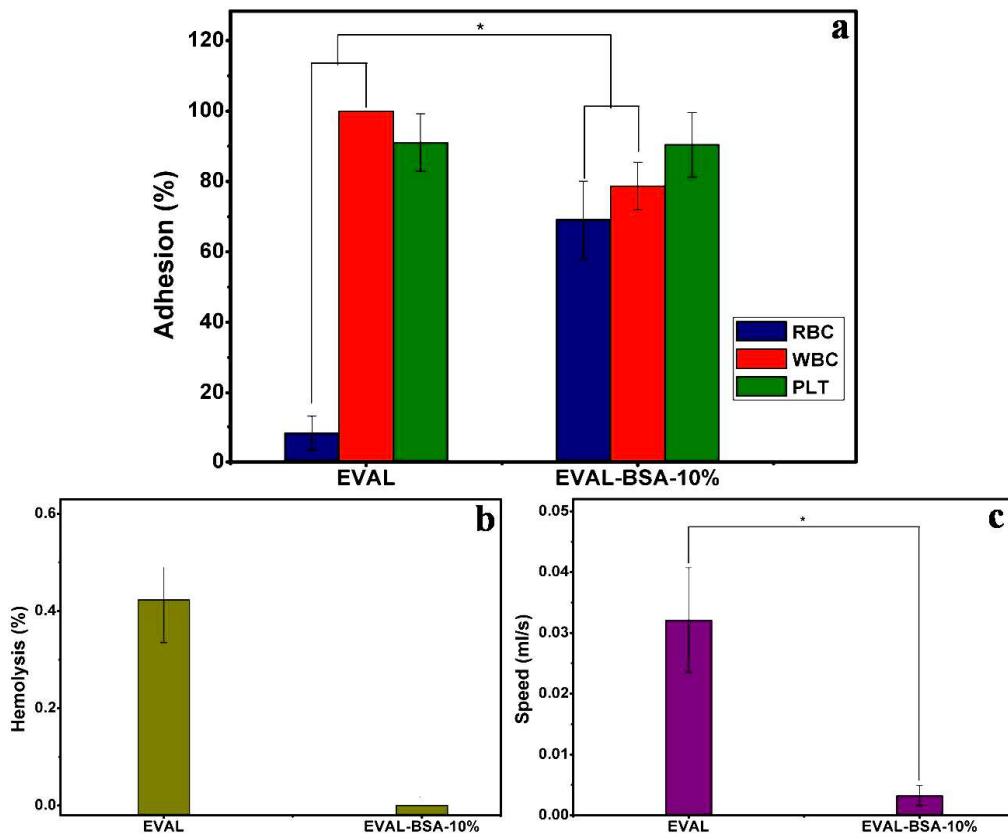 a
*
120
100
80
60
40
20
0
Adhesion (%)
RBC
WBC
PLT
EVAL
EVAL-BSA-10%
b
0.6
0.4
0.2
0.0
Hemolysis (%)
EVAL
EVAL-BSA-10%
c
*
0.05
0.04
0.03
0.02
0.01
0.00
Speed (ml/s)
EVAL
EVAL-BSA-10%